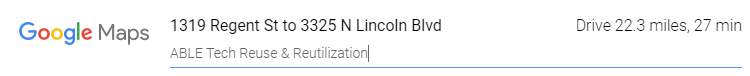 Google Maps
1319 Regent St to 3325 N Lincoln Blvd
Drive 22.3 miles, 27 min
ABLE Tech Reuse & Reutilization